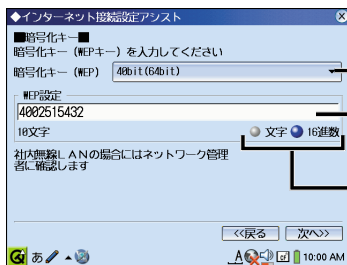 ◆インターネット接続設定アシスト
■暗号化キー■
暗号化キー（WEPキー）を入力してください
暗号化キー（WEP） 40bit(64bit)
WEP設定
4002515432
10文字 文字 16進数
社内無線LANの場合にはネットワーク管理
者に確認します
<<戻る 次へ>>
あ A 10:00 AM